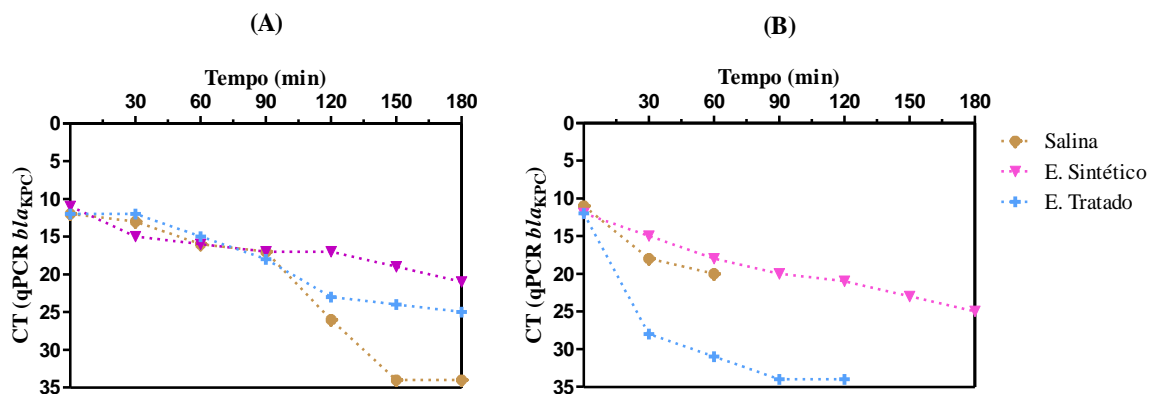 (A)
Tempo (min)
30 60 90 120 150 180
0
5
10
15
20
25
30
35
CT (qPCR blaKPC)
(B)
Tempo (min)
30 60 90 120 150 180
0
5
10
15
20
25
30
35
CT (qPCR blaKPC)
Salina
E. Sintético
E. Tratado